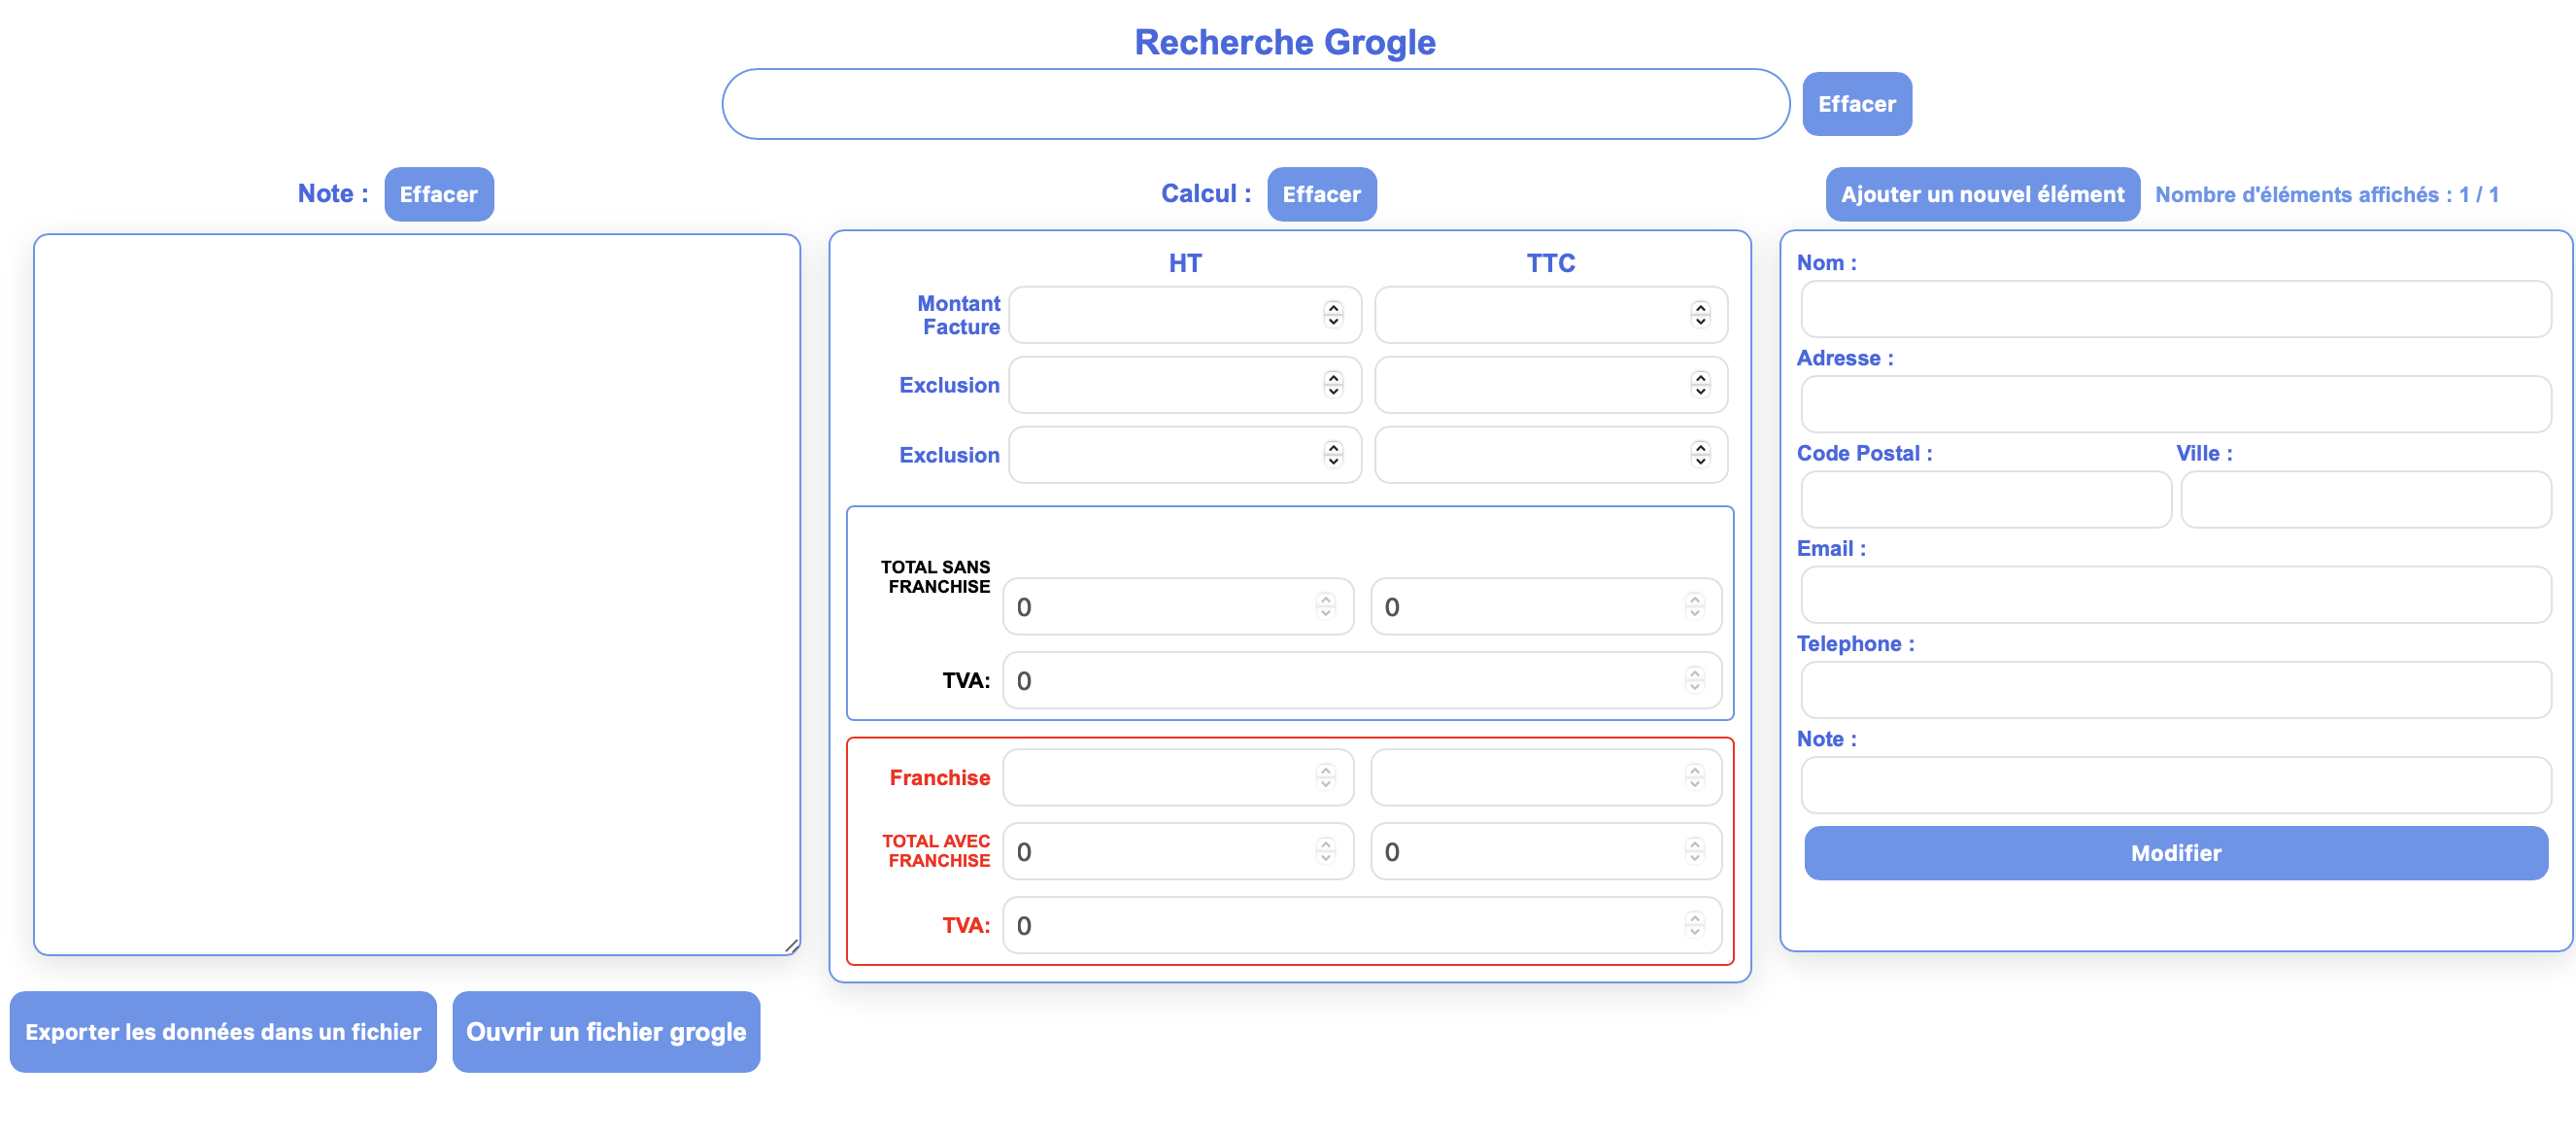 Recherche Grogle
Effacer
Note : Effacer
Calcul : Effacer
Ajouter un nouvel élément Nombre d'éléments affichés : 1 / 1
HT TTC
Montant
Facture
Exclusion
Exclusion
TOTAL SANS
FRANCHISE
0 0
TVA: 0
Franchise
TOTAL AVEC
FRANCHISE
0 0
TVA: 0
Nom :
Adresse :
Code Postal : Ville :
Email :
Telephone :
Note :
Modifier
Exporter les données dans un fichier Ouvrir un fichier grogle